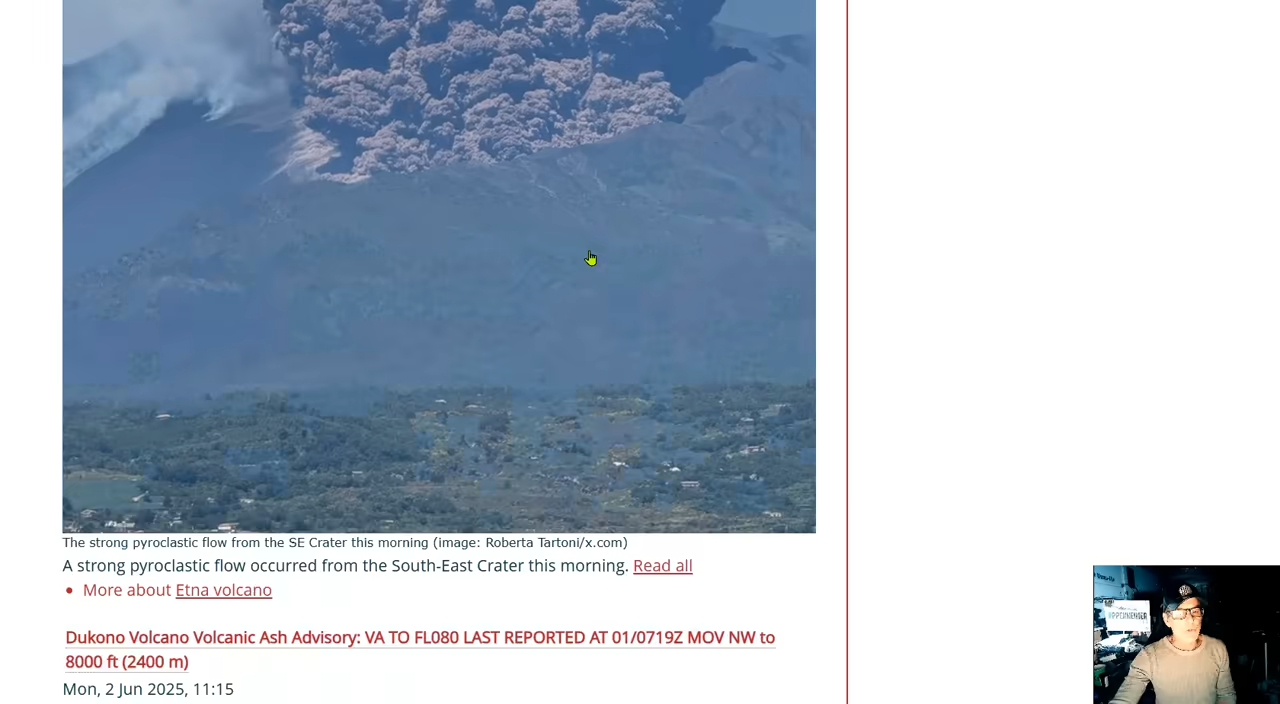 The strong pyroclastic flow from the SE Crater this morning (image: Roberta Tartoni/x.com)
A strong pyroclastic flow occurred from the South-East Crater this morning. Read all
More about Etna volcano
Dukono Volcano Volcanic Ash Advisory: VA TO FL080 LAST REPORTED AT 01/0719Z MOV NW to
8000 ft (2400 m)
Mon, 2 Jun 2025, 11:15